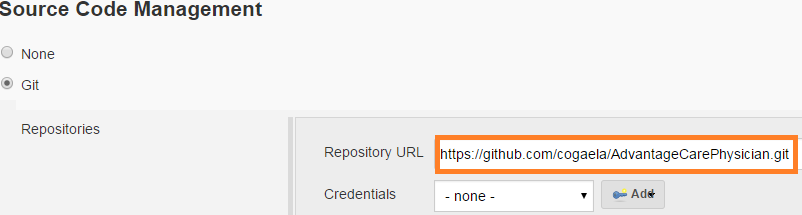 Source Code Management
None
Git
Repositories
Repository URL https://github.com/cogaela/AdvantageCarePhysician.git
Credentials - none - Add